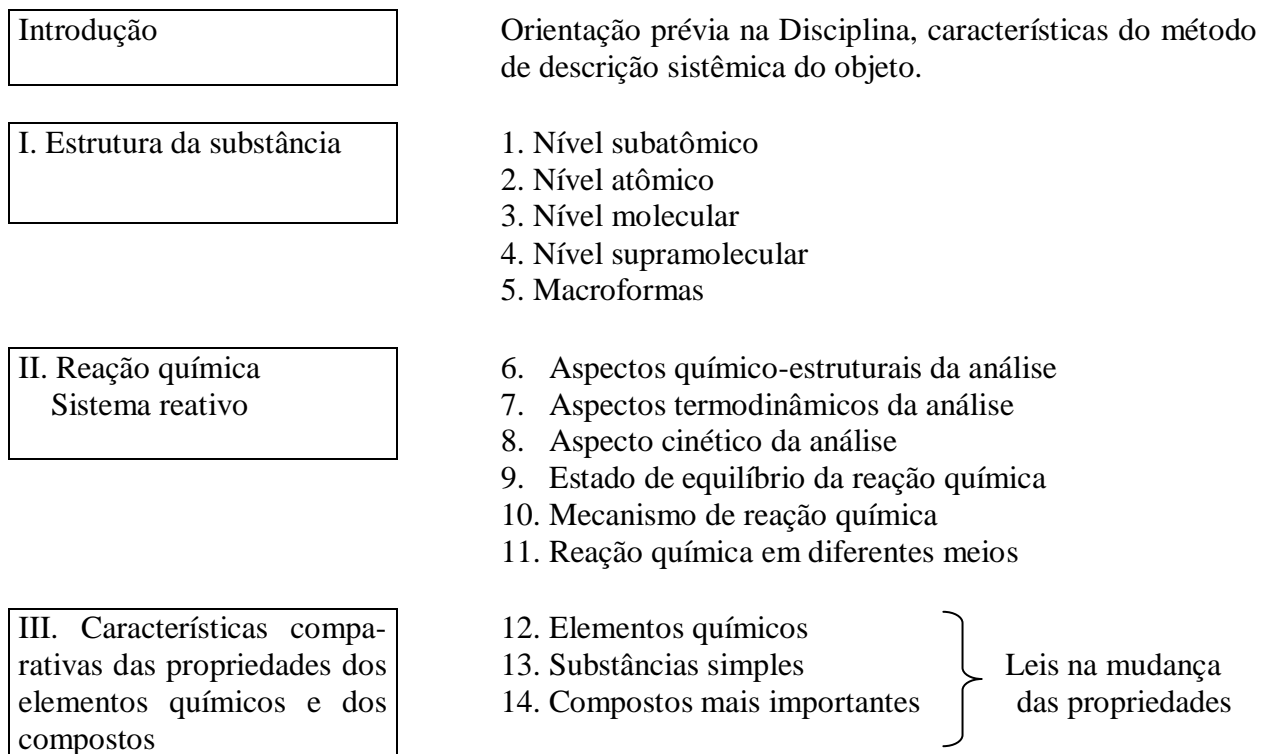 Introdução
Orientação prévia na Disciplina, características do método
de descrição sistêmica do objeto.
I. Estrutura da substância
1. Nível subatômico
2. Nível atômico
3. Nível molecular
4. Nível supramolecular
5. Macroformas
II. Reação química
Sistema reativo
6. Aspectos químico-estruturais da análise
7. Aspectos termodinâmicos da análise
8. Aspecto cinético da análise
9. Estado de equilíbrio da reação química
10. Mecanismo de reação química
11. Reação química em diferentes meios
III. Características compa-
rativas das propriedades dos
elementos químicos e dos
compostos
12. Elementos químicos
13. Substâncias simples
14. Compostos mais importantes
Leis na mudança
das propriedades